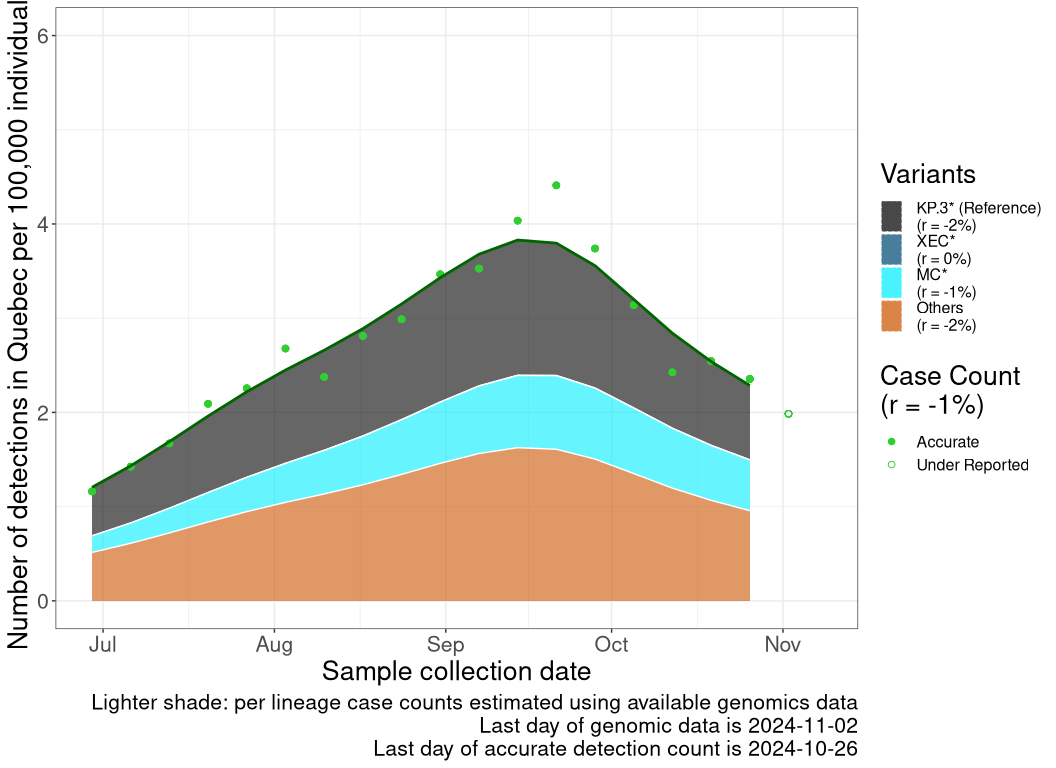 Number of detections in Quebec per 100,000 individual
6
4
2
0
Jul Aug Sep Oct Nov
Sample collection date
Lighter shade: per lineage case counts estimated using available genomics data
Last day of genomic data is 2024-11-02
Last day of accurate detection count is 2024-10-26
Variants
KP.3* (Reference)
(r = -2%)
XEC*
(r = 0%)
MC*
(r = -1%)
Others
(r = -2%)
Case Count
(r = -1%)
Accurate
Under Reported